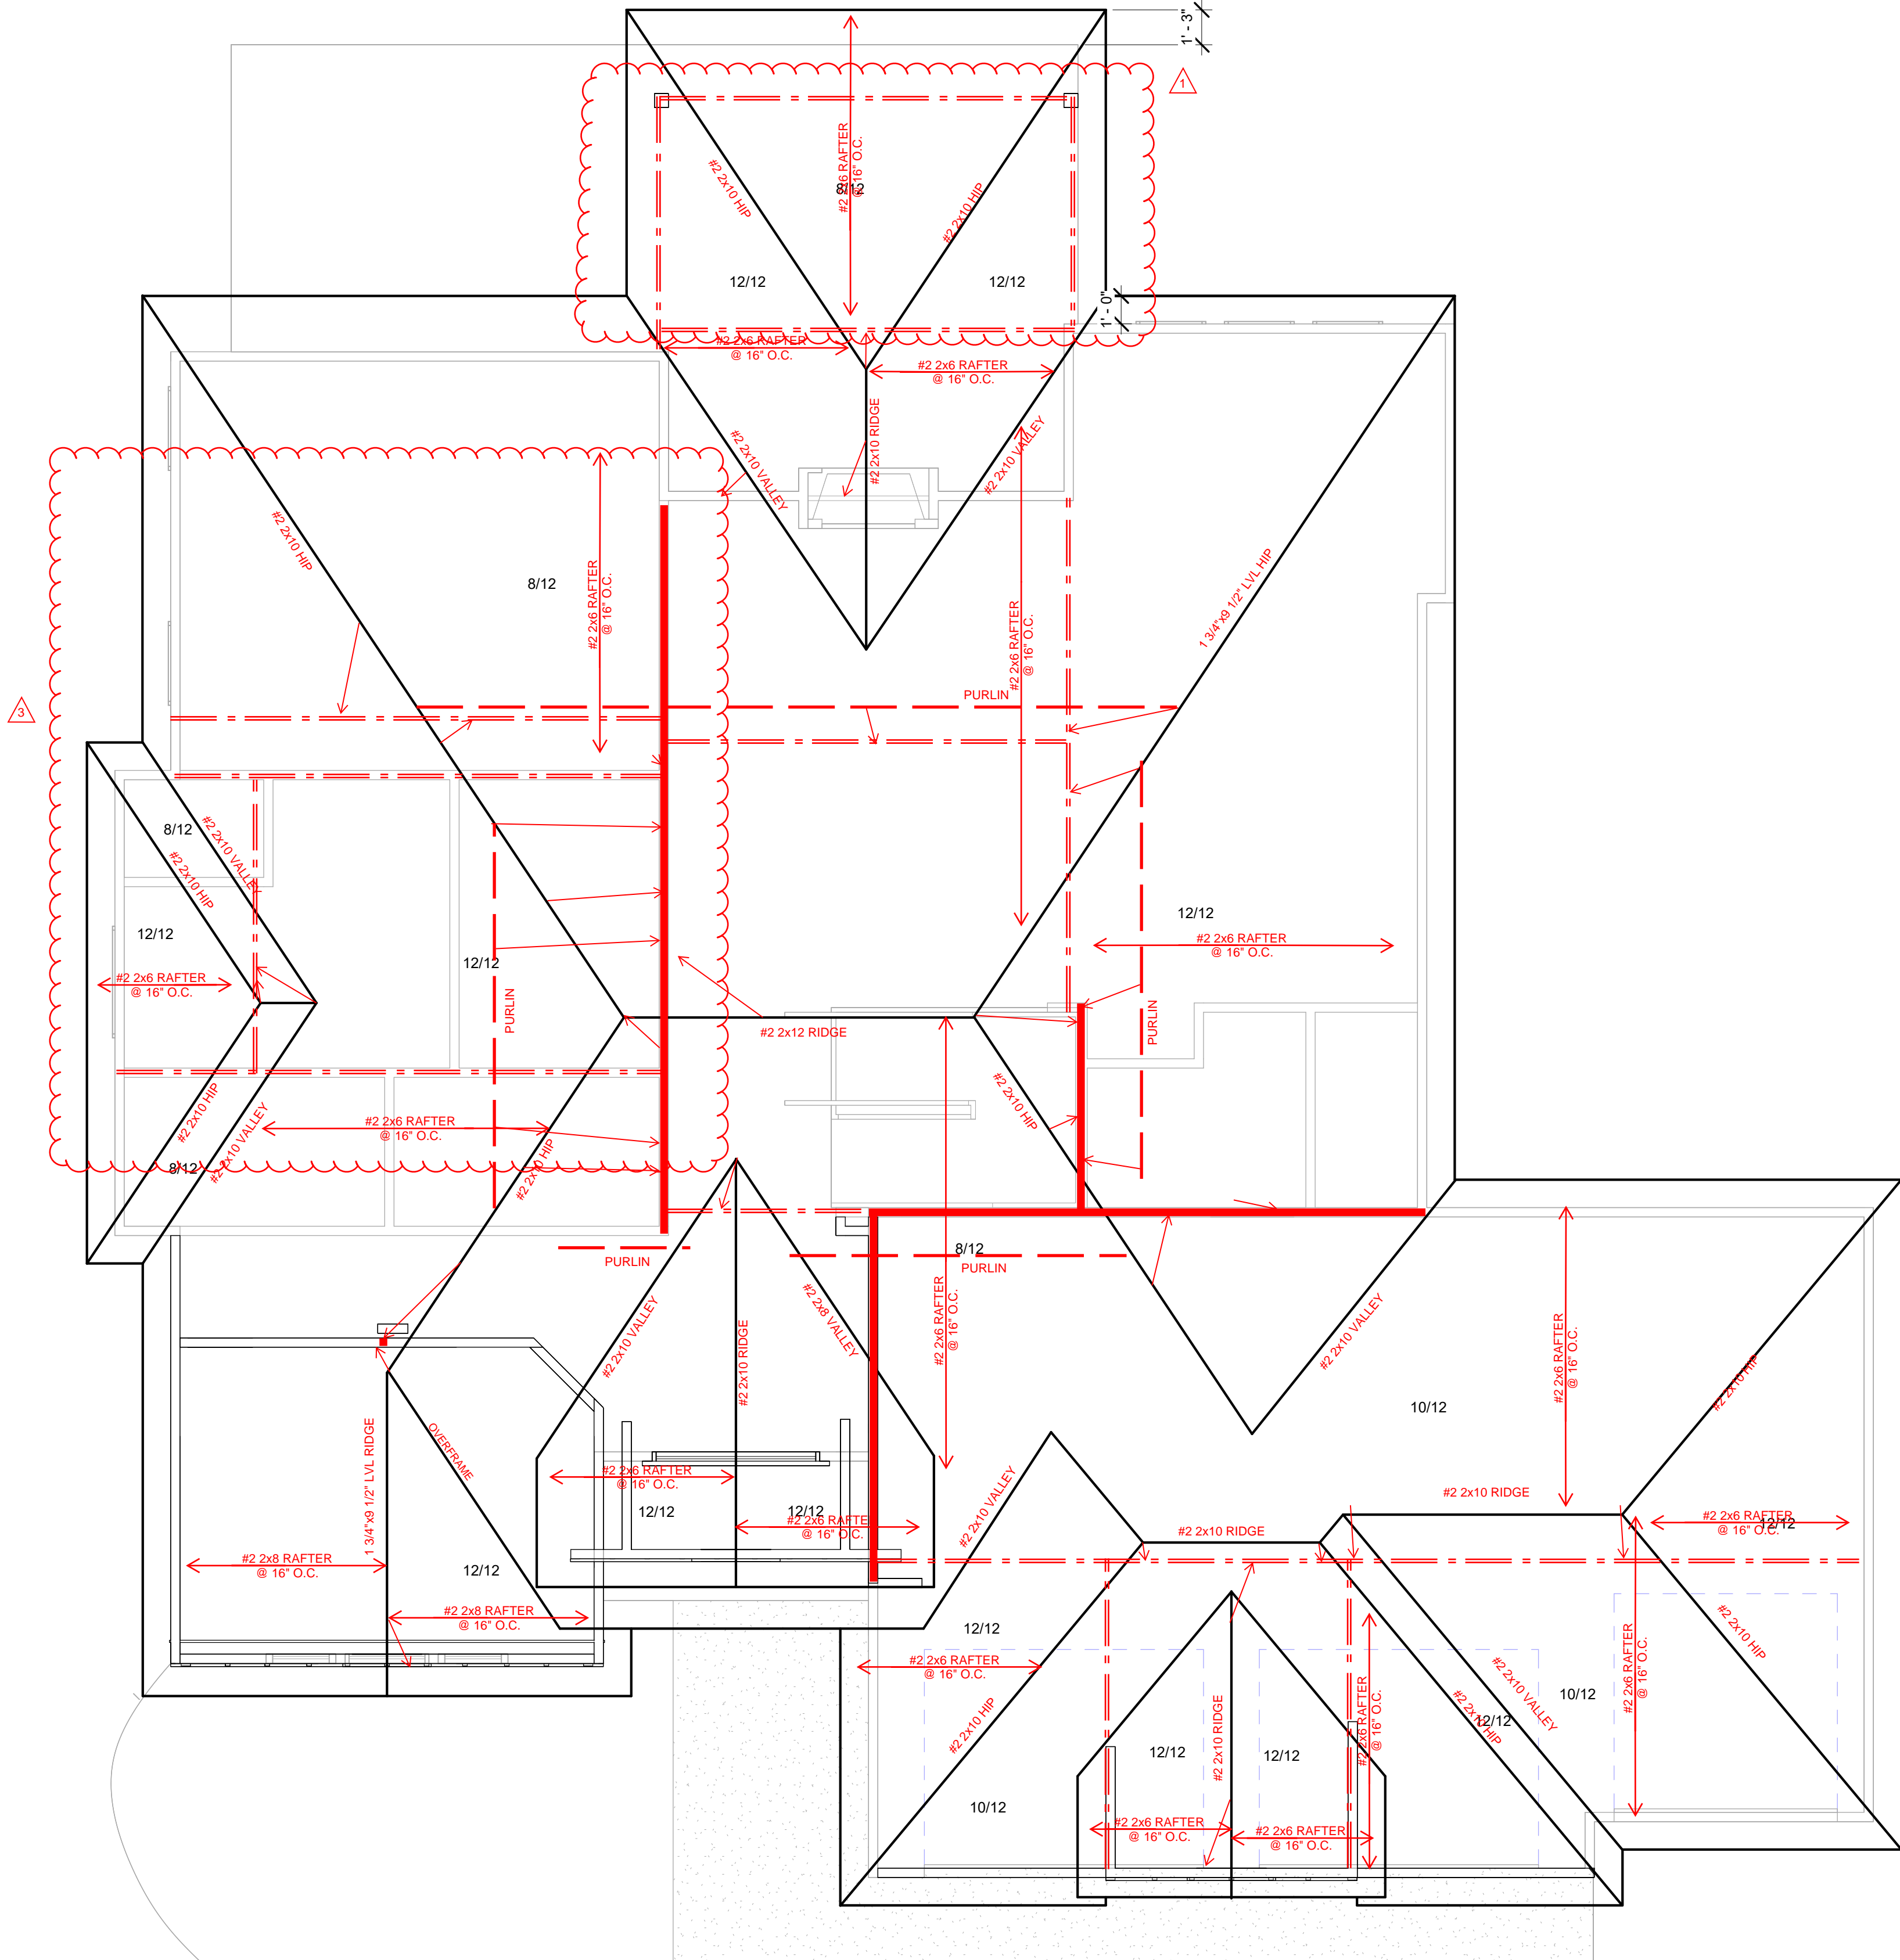 1' - 3"
1
#2 2x10 HIP
#2 2x6 RAFTER
@ 16" O.C.
8/12
#2 2x10 HIP
12/12
12/12
1' - 0"
#2 2x6 RAFTER
@ 16" O.C.
#2 2x6 RAFTER
@ 16" O.C.
#2 2x10 VALLEY
#2 2x10 RIDGE
#2 2x10 VALLEY
#2 2x10 HIP
8/12
#2 2x6 RAFTER
@ 16" O.C.
#2 2x6 RAFTER
@ 16" O.C.
1 3/4"x9 1/2" LVL HIP
3
PURLIN
8/12
#2 2x10 VALLEY
#2 2x10 HIP
12/12
#2 2x6 RAFTER
@ 16" O.C.
12/12
PURLIN
12/12
#2 2x6 RAFTER
@ 16" O.C.
PURLIN
#2 2x12 RIDGE
#2 2x10 HIP
#2 2x10 HIP
#2 2x10 VALLEY
8/12
#2 2x6 RAFTER
@ 16" O.C.
#2 2x10 HIP
PURLIN
8/12
PURLIN
#2 2x10 VALLEY
#2 2x10 RIDGE
#2 2x8 VALLEY
#2 2x6 RAFTER
@ 16" O.C.
#2 2x10 VALLEY
#2 2x6 RAFTER
@ 16" O.C.
#2 2x10 HIP
10/12
1 3/4"x9 1/2" LVL RIDGE
OVERFRAME
#2 2x6 RAFTER
@ 16" O.C.
12/12
12/12
#2 2x6 RAFTER
@ 16" O.C.
#2 2x10 VALLEY
#2 2x10 RIDGE
#2 2x10 RIDGE
#2 2x6 RAFTER
@ 16" O.C.
12/12
#2 2x8 RAFTER
@ 16" O.C.
12/12
#2 2x8 RAFTER
@ 16" O.C.
12/12
#2 2x6 RAFTER
@ 16" O.C.
#2 2x10 HIP
#2 2x10 RIDGE
#2 2x6 RAFTER
@ 16" O.C.
#2 2x10 HIP
12/12
#2 2x10 VALLEY
10/12
#2 2x6 RAFTER
@ 16" O.C.
#2 2x10 HIP
12/12
12/12
10/12
#2 2x6 RAFTER
@ 16" O.C.
#2 2x6 RAFTER
@ 16" O.C.